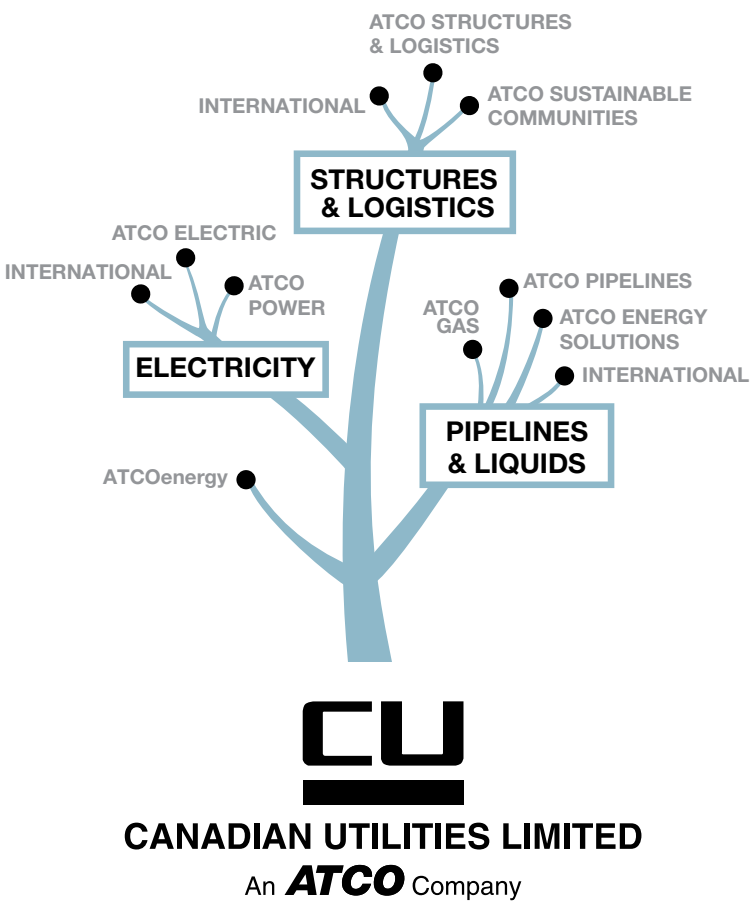 ATCO STRUCTURES
& LOGISTICS
INTERNATIONAL
ATCO SUSTAINABLE
COMMUNITIES
STRUCTURES
& LOGISTICS
ATCO ELECTRIC
INTERNATIONAL
ATCO
POWER
ELECTRICITY
ATCO PIPELINES
ATCO
GAS
ATCO ENERGY
SOLUTIONS
INTERNATIONAL
PIPELINES
& LIQUIDS
ATCOenergy
CU
CANADIAN UTILITIES LIMITED
An ATCO Company